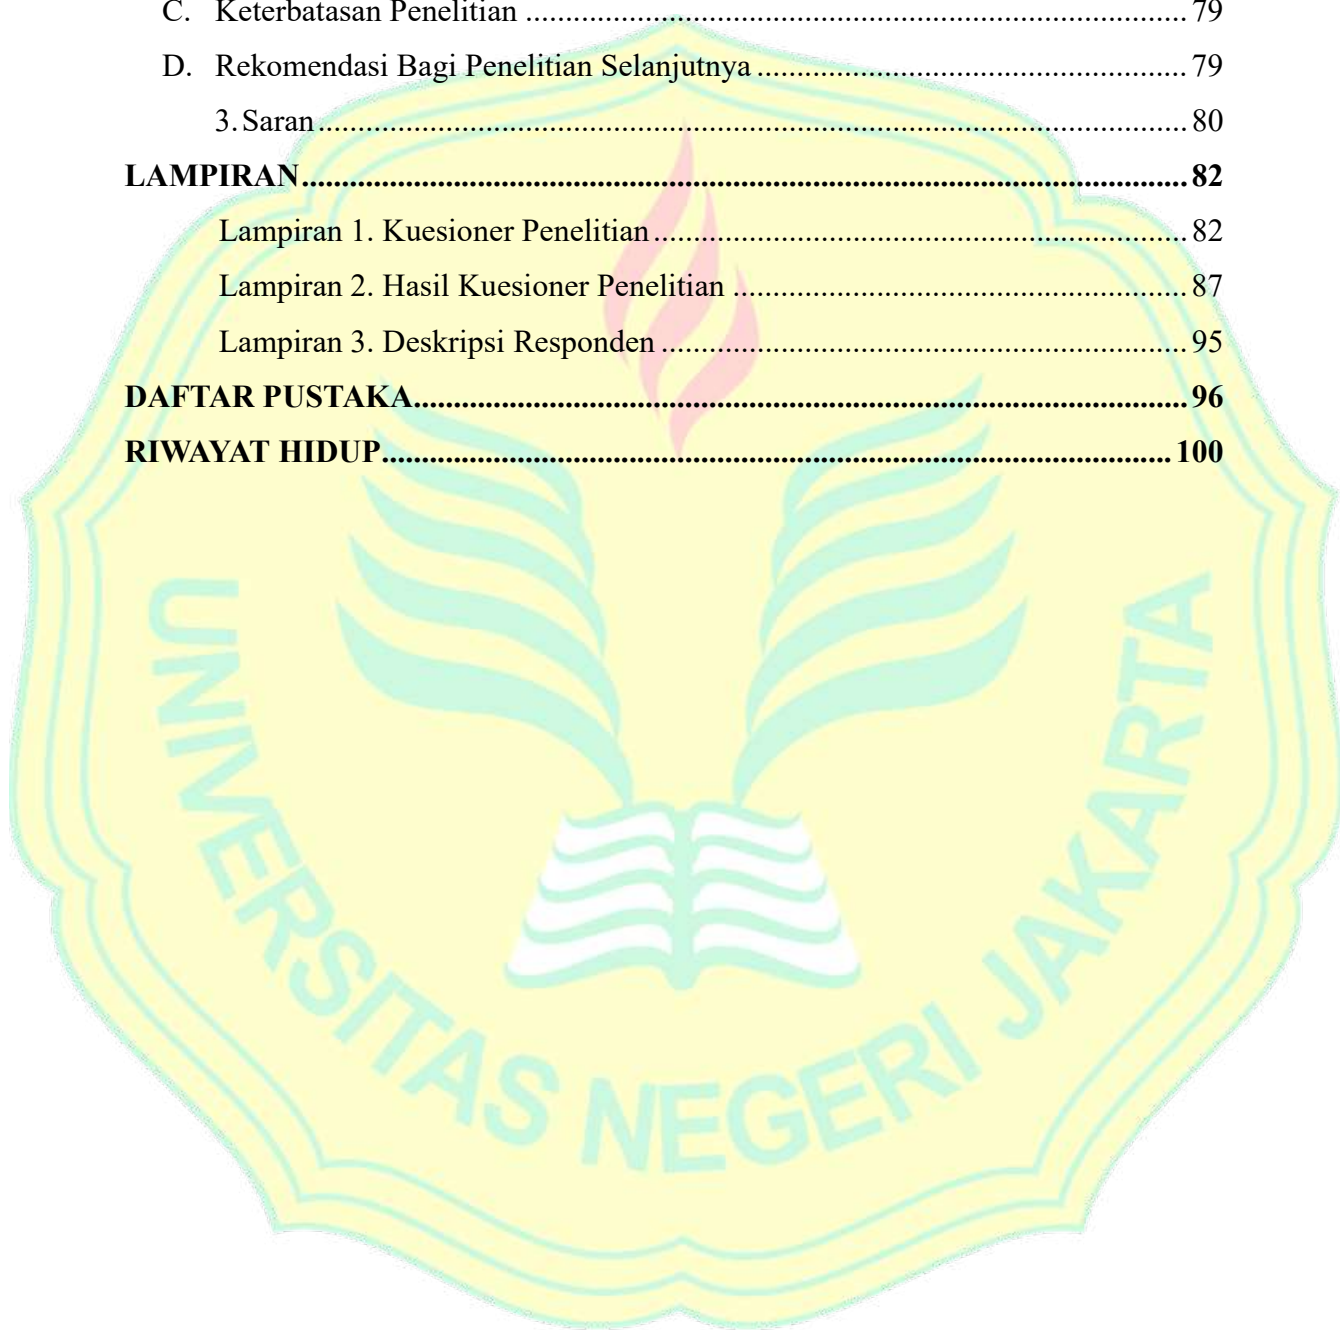 C. Keterbatasan Penelitian ........................................................................................ 79
D. Rekomendasi Bagi Penelitian Selanjutnya ......................................................... 79
3. Saran .................................................................................................................... 80
LAMPIRAN ................................................................................................................ 82
Lampiran 1. Kuesioner Penelitian ....................................................................... 82
Lampiran 2. Hasil Kuesioner Penelitian ............................................................ 87
Lampiran 3. Deskripsi Responden ...................................................................... 95
DAFTAR PUSTAKA .................................................................................................. 96
RIWAYAT HIDUP .................................................................................................... 100
UNIVERSITAS NEGERI JAKARTA